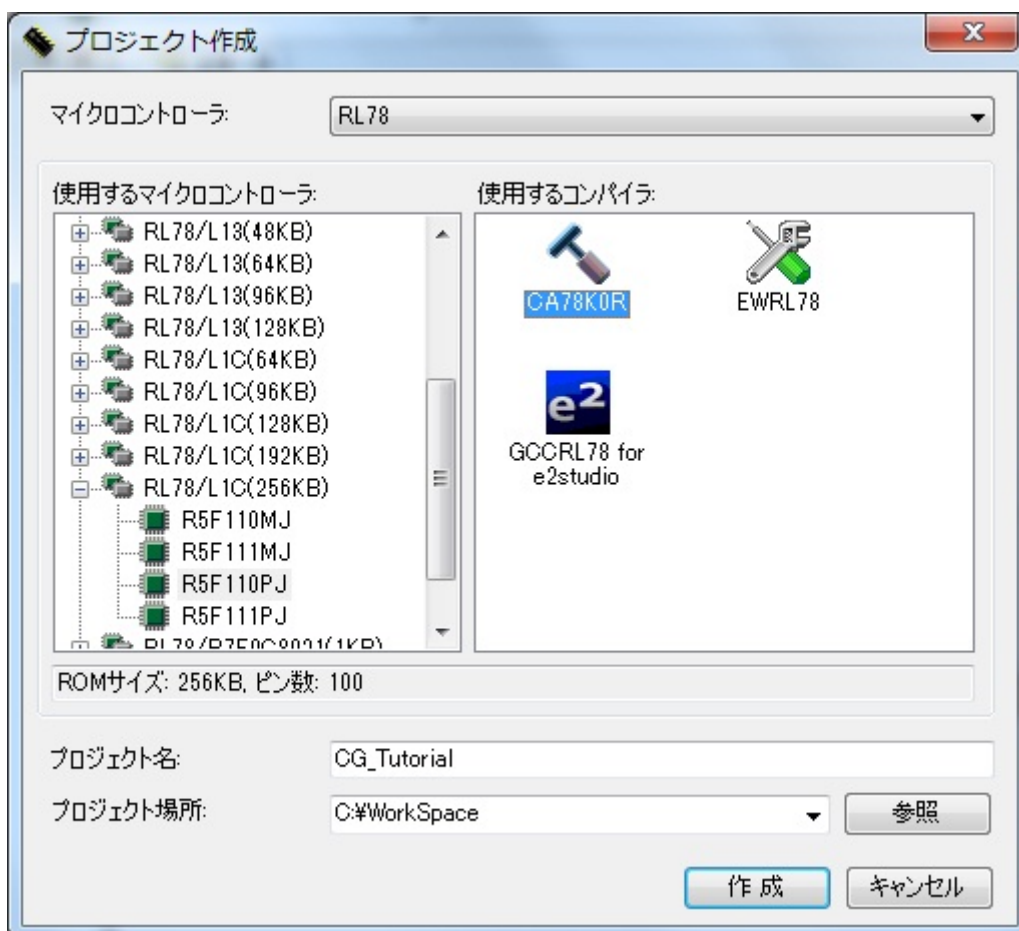 プロジェクト作成
マイクロコントローラ:
RL78
使用するマイクロコントローラ:
RL78/L13(48KB)
RL78/L13(64KB)
RL78/L13(96KB)
RL78/L13(128KB)
RL78/L1C(64KB)
RL78/L1C(96KB)
RL78/L1C(128KB)
RL78/L1C(192KB)
RL78/L1C(256KB)
R5F110MJ
R5F111MJ
R5F110PJ
R5F111PJ
使用するコンパイラ:
CA78K0R
EWRL78
e2
GCCRL78 for
e2studio
ROMサイズ: 256KB, ピン数: 100
プロジェクト名:
CG_Tutorial
プロジェクト場所:
C:¥WorkSpace
参照
作成
キャンセル